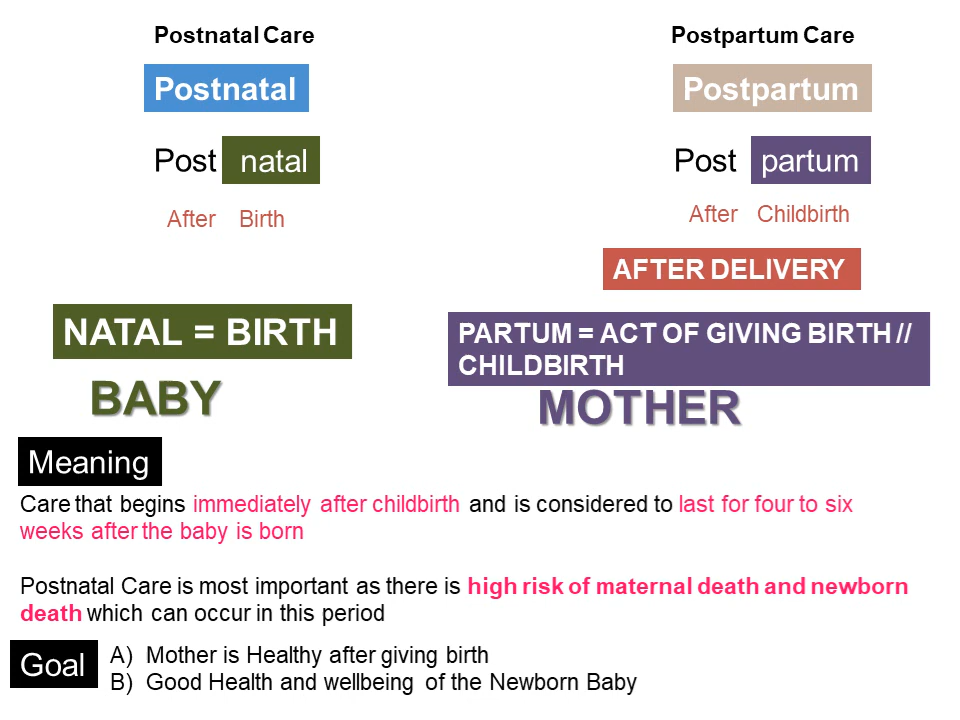 Postnatal Care
Postnatal
Post natal
After Birth
NATAL = BIRTH
BABY
Postpartum Care
Postpartum
Post partum
After Childbirth
AFTER DELIVERY
PARTUM = ACT OF GIVING BIRTH //
CHILDBIRTH
MOTHER
Meaning
Care that begins immediately after childbirth and is considered to last for four to six
weeks after the baby is born
Postnatal Care is most important as there is high risk of maternal death and newborn
death which can occur in this period
Goal
A) Mother is Healthy after giving birth
B) Good Health and wellbeing of the Newborn Baby